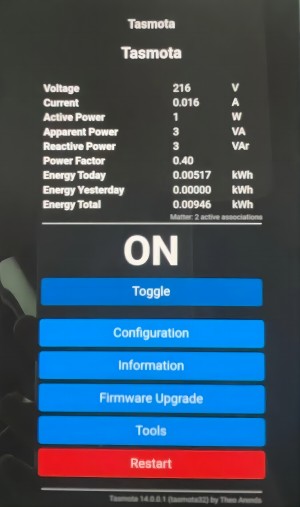 Tasmota
Tasmota
Voltage 216 V
Current 0.016 A
Active Power 1 W
Apparent Power 3 VA
Reactive Power 3 VAr
Power Factor 0.40
Energy Today 0.00517 kWh
Energy Yesterday 0.00000 kWh
Energy Total 0.00946 kWh
Matter: 2 active associations
ON
Toggle
Configuration
Information
Firmware Upgrade
Tools
Restart
Tasmota 14.0.0.1 (tasmota32) by Theo Arends